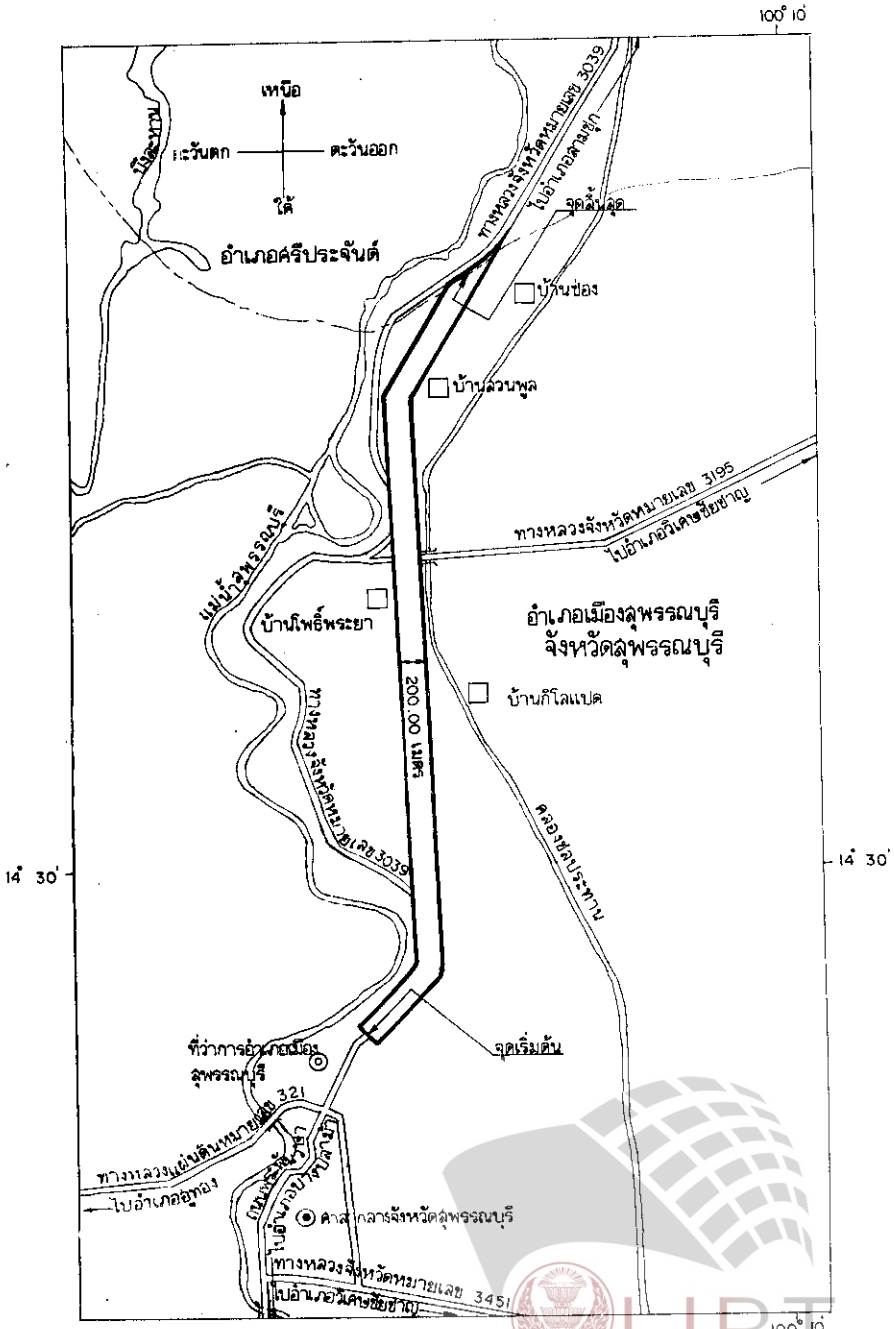 100° 10'
เหนือ
ตะวันตก
ตะวันออก
ใต้
บึงละหาน
ทางหลวงจังหวัดหมายเลข 3039
ไปอำเภอสามชุก
จุดสิ้นสุด
อำเภอศรีประจันต์
บ้านช่อง
บ้านสวนพูล
ทางหลวงจังหวัดหมายเลข 3195
ไปอำเภอวิเศษชัยชาญ
แม่น้ำสุพรรณบุรี
บ้านโพธิ์พระยา
อำเภอเมืองสุพรรณบุรี
จังหวัดสุพรรณบุรี
บ้านกิโลแปด
200.00 เมตร
ทางหลวงจังหวัดหมายเลข 3039
คลองชลประทาน
14° 30'
14° 30'
จุดเริ่มต้น
ที่ว่าการอำเภอเมือง
สุพรรณบุรี
ทางหลวงแผ่นดินหมายเลข 321
ไปอำเภออู่ทอง
ถนนพระพันวษา
ไปอำเภอบางปลาม้า
ศาลากลางจังหวัดสุพรรณบุรี
ทางหลวงจังหวัดหมายเลข 3451
ไปอำเภอวิเศษชัยชาญ
100° 10'